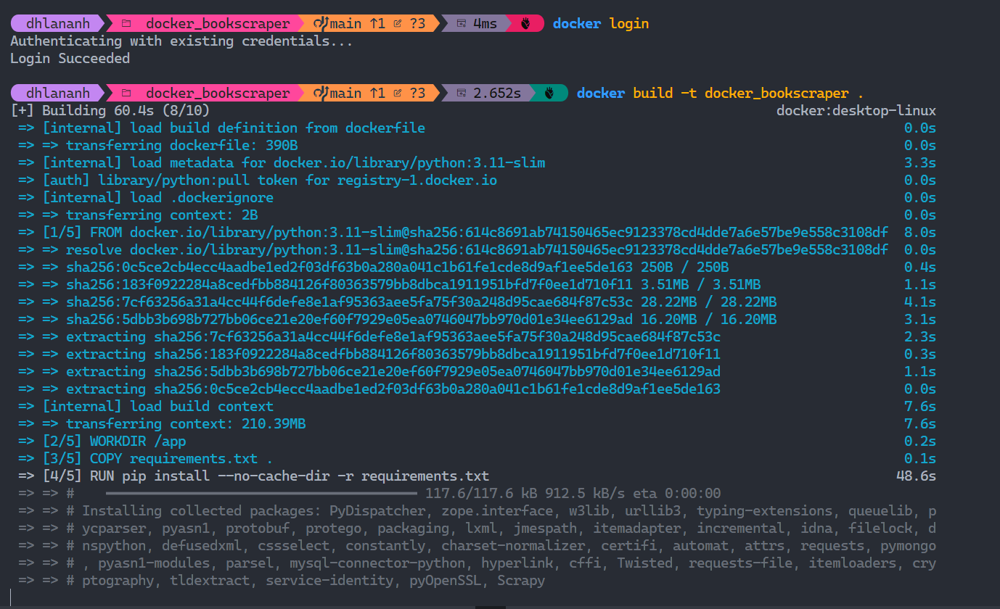 dhlananh docker_bookscraper main ↑1 ?3 4ms docker login
Authenticating with existing credentials...
Login Succeeded
dhlananh docker_bookscraper main ↑1 ?3 2.652s docker build -t docker_bookscraper .
[+] Building 60.4s (8/10) docker:desktop-linux
=> [internal] load build definition from dockerfile 0.0s
=> => transferring dockerfile: 390B 0.0s
=> [internal] load metadata for docker.io/library/python:3.11-slim 3.3s
=> [auth] library/python:pull token for registry-1.docker.io 0.0s
=> [internal] load .dockerignore 0.0s
=> => transferring context: 2B 0.0s
=> [1/5] FROM docker.io/library/python:3.11-slim@sha256:614c8691ab74150465ec9123378cd4dde7a6e57be9e558c3108df 8.0s
=> => resolve docker.io/library/python:3.11-slim@sha256:614c8691ab74150465ec9123378cd4dde7a6e57be9e558c3108df 0.0s
=> => sha256:0c5ce2cb4ecc4aadbe1ed2f03df63b0a280a041c1b61fe1cde8d9af1ee5de163 250B / 250B 0.4s
=> => sha256:183f0922284a8cedfbb884126f80363579bb8dbca1911951bfd7f0ee1d710f11 3.51MB / 3.51MB 1.1s
=> => sha256:7cf63256a31a4cc44f6defe8e1af95363aee5fa75f30a248d95cae684f87c53c 28.22MB / 28.22MB 4.1s
=> => sha256:5dbb3b698b727bb06ce21e20ef60f7929e05ea0746047bb970d01e34ee6129ad 16.20MB / 16.20MB 3.1s
=> => extracting sha256:7cf63256a31a4cc44f6defe8e1af95363aee5fa75f30a248d95cae684f87c53c 2.3s
=> => extracting sha256:183f0922284a8cedfbb884126f80363579bb8dbca1911951bfd7f0ee1d710f11 0.3s
=> => extracting sha256:5dbb3b698b727bb06ce21e20ef60f7929e05ea0746047bb970d01e34ee6129ad 1.1s
=> => extracting sha256:0c5ce2cb4ecc4aadbe1ed2f03df63b0a280a041c1b61fe1cde8d9af1ee5de163 0.0s
=> [internal] load build context 7.6s
=> => transferring context: 210.39MB 7.6s
=> [2/5] WORKDIR /app 0.2s
=> [3/5] COPY requirements.txt . 0.1s
=> [4/5] RUN pip install --no-cache-dir -r requirements.txt 48.6s
=> => # 117.6/117.6 kB 912.5 kB/s eta 0:00:00
=> => # Installing collected packages: PyDispatcher, zope.interface, w3lib, urllib3, typing-extensions, queuelib, p
=> => # ycparser, pyasn1, protobuf, protego, packaging, lxml, jmespath, itemadapter, incremental, idna, filelock, d
=> => # nspython, defusedxml, cssselect, constantly, charset-normalizer, certifi, automat, attrs, requests, pymongo
=> => # , pyasn1-modules, parsel, mysql-connector-python, hyperlink, cffi, Twisted, requests-file, itemloaders, cry
=> => # ptography, tldextract, service-identity, pyOpenSSL, Scrapy